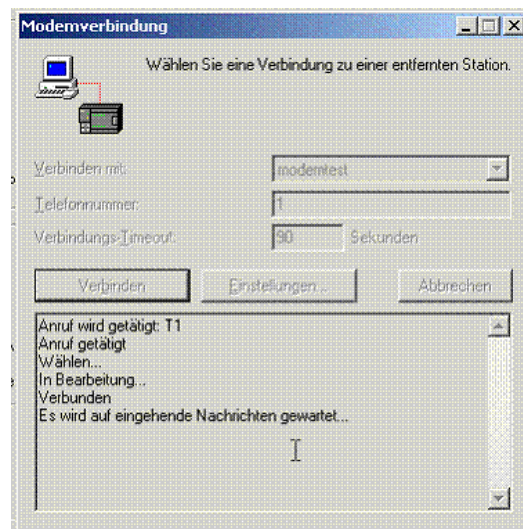 Modemverbindung
Wählen Sie eine Verbindung zu einer entfernten Station.
Verbinden mit: modemtest
Telefonnummer: 1
Verbindungs-Timeout: 90 Sekunden
Verbinden Einstellungen... Abbrechen
Anruf wird getätigt: T1
Anruf getätigt
Wählen...
In Bearbeitung...
Verbunden
Es wird auf eingehende Nachrichten gewartet...